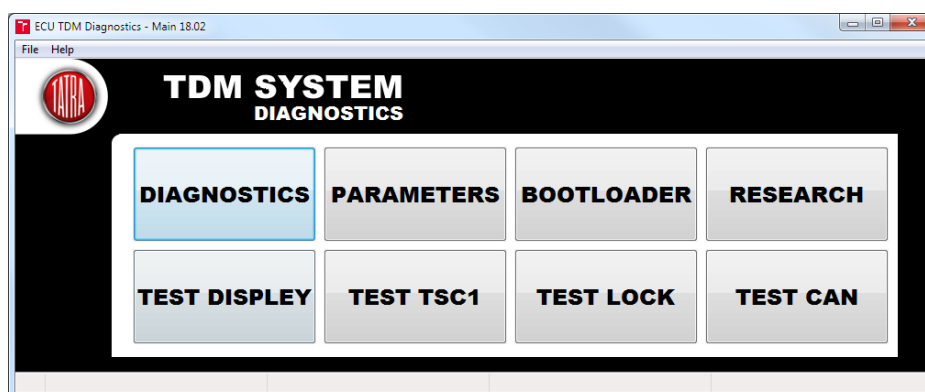 ECU TDM Diagnostics - Main 18.02
File Help
TATRA
TDM SYSTEM
DIAGNOSTICS
DIAGNOSTICS PARAMETERS BOOTLOADER RESEARCH
TEST DISPLEY TEST TSC1 TEST LOCK TEST CAN